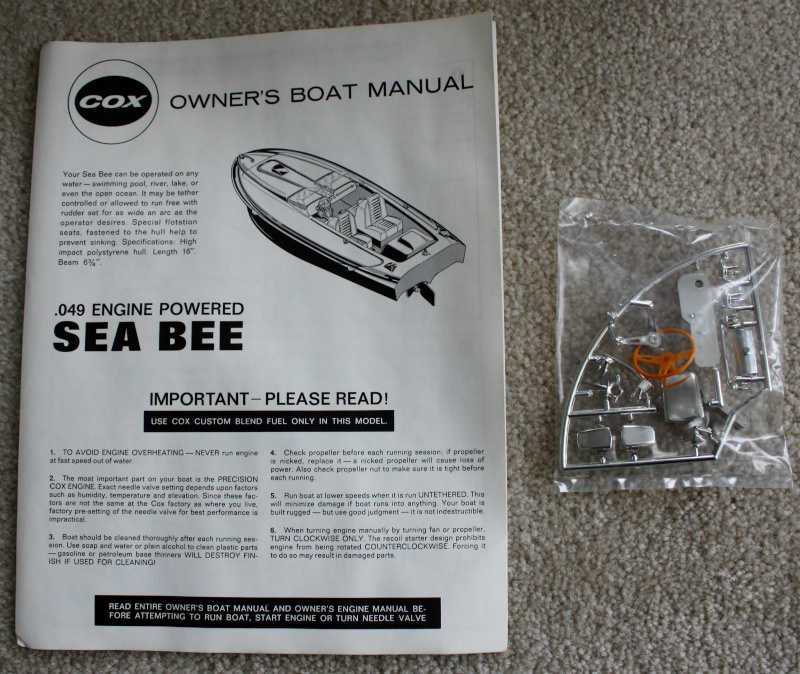 COX
OWNER'S BOAT MANUAL
Your Sea Bee can be operated on any
water — swimming pool, river, lake, or
even the open ocean. It may be tether
controlled or allowed to run free with
rudder set for as wide an arc as the
operator desires. Special flotation
seats, fastened to the hull help to
prevent sinking. Specifications: High
impact polystyrene hull. Length 16".
Beam 6¾".
.049 ENGINE POWERED
SEA BEE
IMPORTANT — PLEASE READ!
USE COX CUSTOM BLEND FUEL ONLY IN THIS MODEL.
1. TO AVOID ENGINE OVERHEATING — NEVER run engine
at fast speed out of water.
2. The most important part on your boat is the PRECISION
COX ENGINE. Exact needle valve setting depends upon factors
such as humidity, temperature and elevation. Since these fac-
tors are not the same at the Cox factory as where you live,
factory pre-setting of the needle valve for best performance is
impractical.
3. Boat should be cleaned thoroughly after each running ses-
sion. Use soap and water or plain alcohol to clean plastic parts
— gasoline or petroleum base thinners WILL DESTROY FIN-
ISH IF USED FOR CLEANING!
4. Check propeller before each running session; if propeller
is nicked, replace it — a nicked propeller will cause loss of
power. Also check propeller nut to make sure it is tight before
each running.
5. Run boat at lower speeds when it is run UNTETHERED. This
will minimize damage if boat runs into anything. Your boat is
built rugged — but use good judgment — it is not indestructible.
6. When turning engine manually by turning fan or propeller,
TURN CLOCKWISE ONLY. The recoil starter design prohibits
engine from being rotated COUNTERCLOCKWISE. Forcing it
to do so may result in damaged parts.
READ ENTIRE OWNER'S BOAT MANUAL AND OWNER'S ENGINE MANUAL BE-
FORE ATTEMPTING TO RUN BOAT, START ENGINE OR TURN NEEDLE VALVE